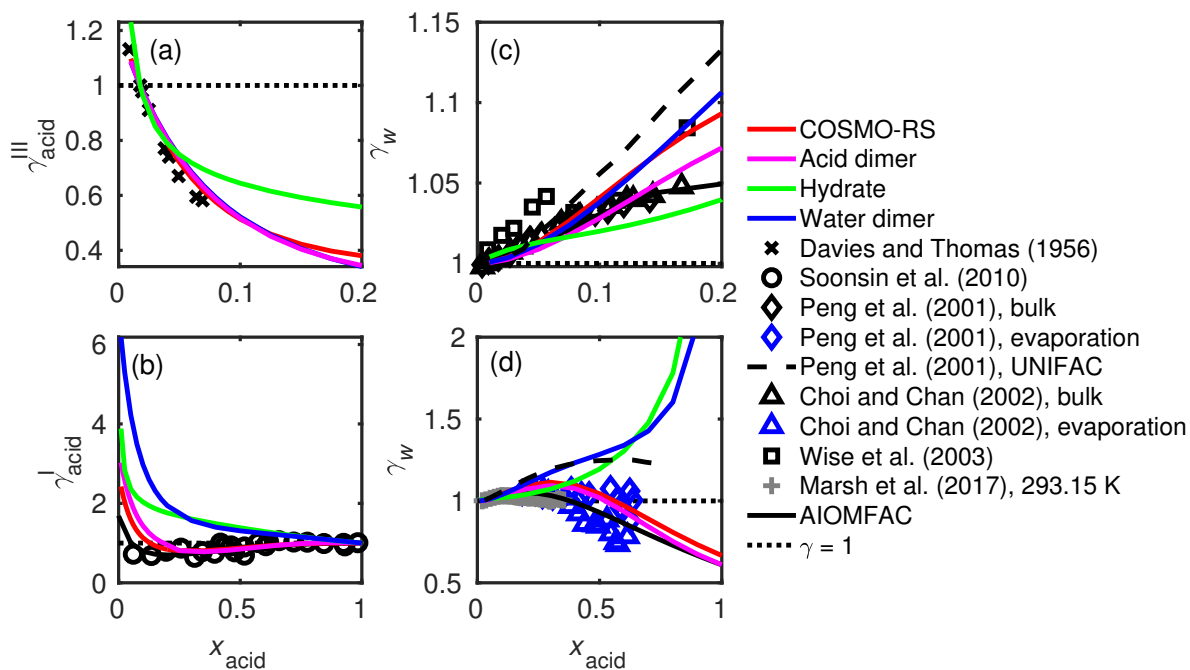 (a)
γ^III_acid
1.2
1
0.8
0.6
0.4
0 0.1 0.2
(c)
γ_w
1.15
1.1
1.05
1
0 0.1 0.2
(b)
γ^I_acid
6
4
2
0
0 0.5 1
x_acid
(d)
γ_w
2
1.5
1
0.5
0 0.5 1
x_acid
COSMO-RS
Acid dimer
Hydrate
Water dimer
Davies and Thomas (1956)
Soonsin et al. (2010)
Peng et al. (2001), bulk
Peng et al. (2001), evaporation
Peng et al. (2001), UNIFAC
Choi and Chan (2002), bulk
Choi and Chan (2002), evaporation
Wise et al. (2003)
Marsh et al. (2017), 293.15 K
AIOMFAC
γ = 1